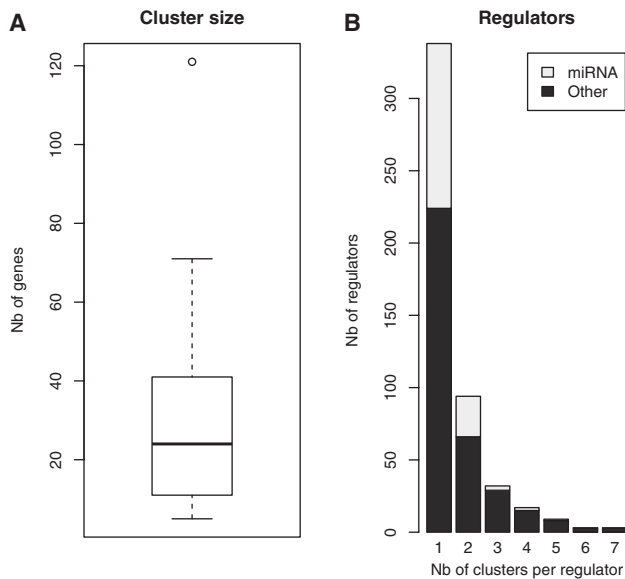 A
Cluster size
Nb of genes
120
100
80
60
40
20
B
Regulators
miRNA
Other
Nb of regulators
300
250
200
150
100
50
0
1 2 3 4 5 6 7
Nb of clusters per regulator